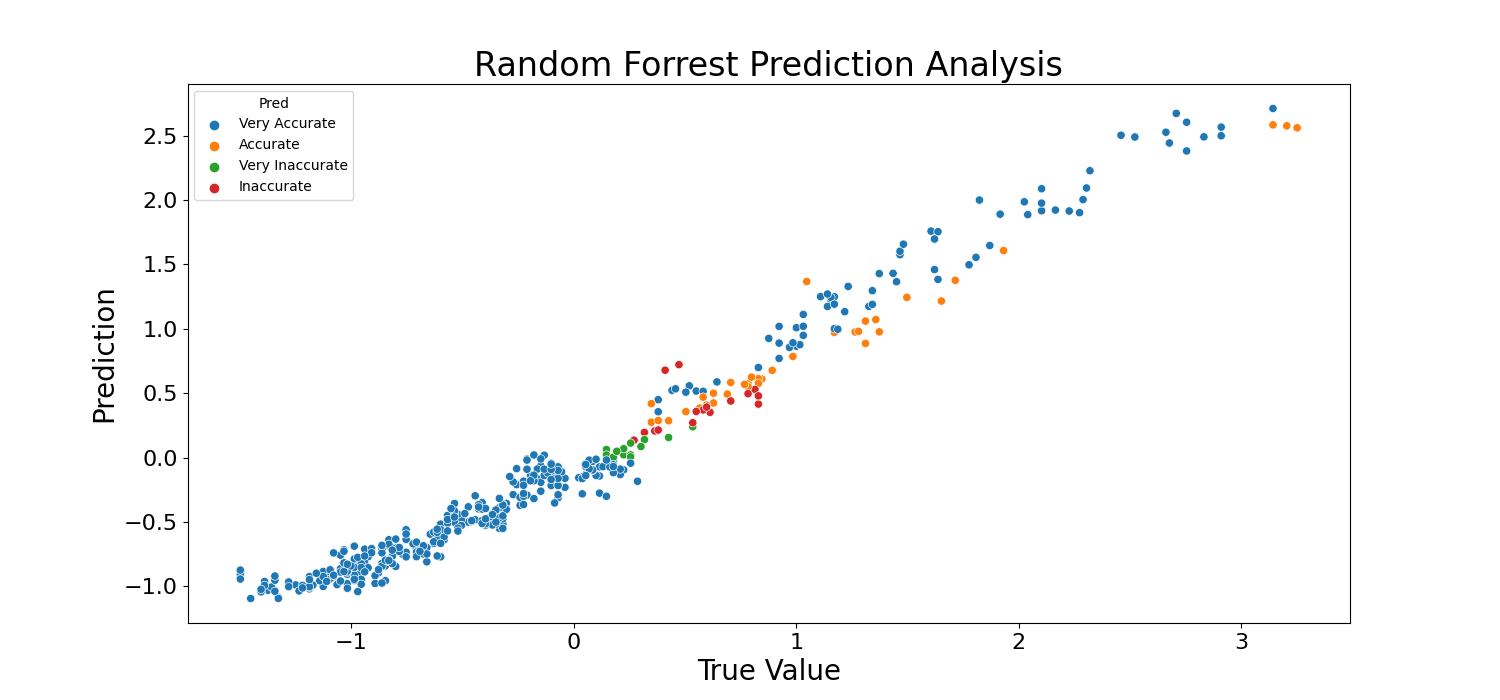 Random Forrest Prediction Analysis
Pred
Very Accurate
Accurate
Very Inaccurate
Inaccurate
2.5
2.0
1.5
1.0
0.5
0.0
−0.5
−1.0
Prediction
−1 0 1 2 3
True Value